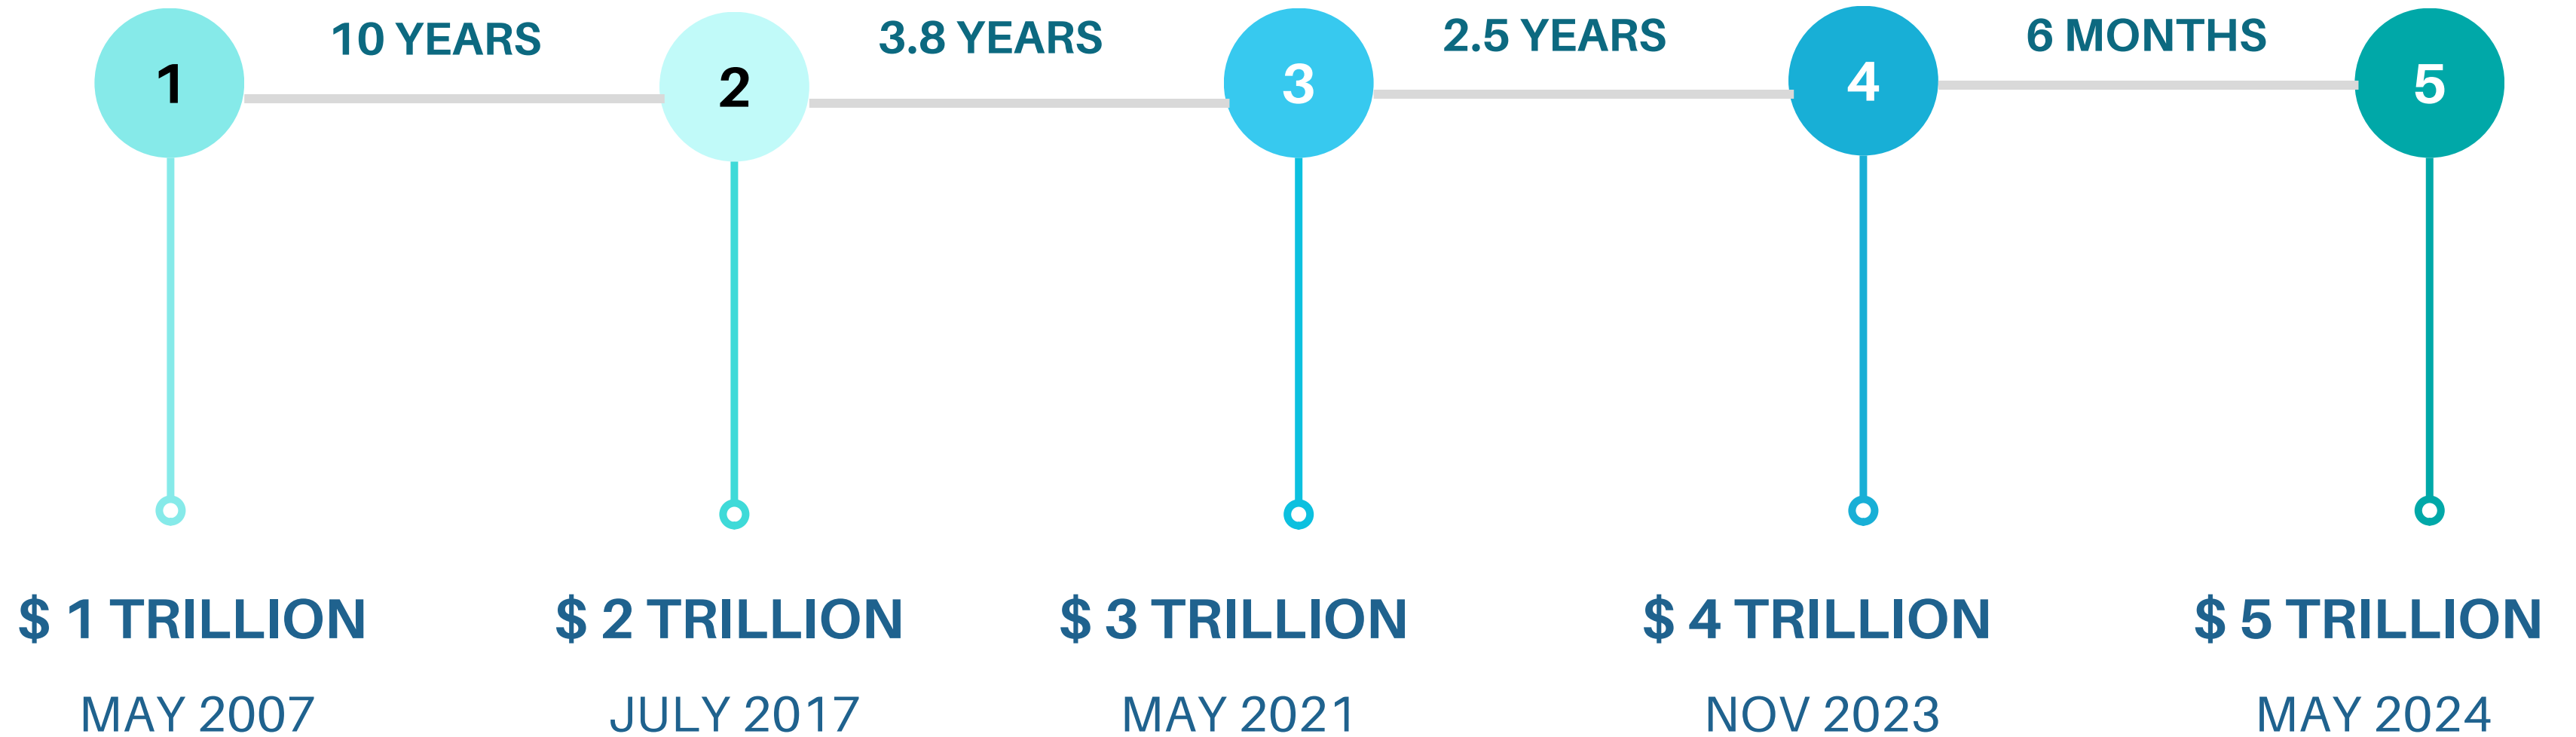 1
10 YEARS
2
3.8 YEARS
3
2.5 YEARS
4
6 MONTHS
5
$ 1 TRILLION
$ 2 TRILLION
$ 3 TRILLION
$ 4 TRILLION
$ 5 TRILLION
MAY 2007
JULY 2017
MAY 2021
NOV 2023
MAY 2024